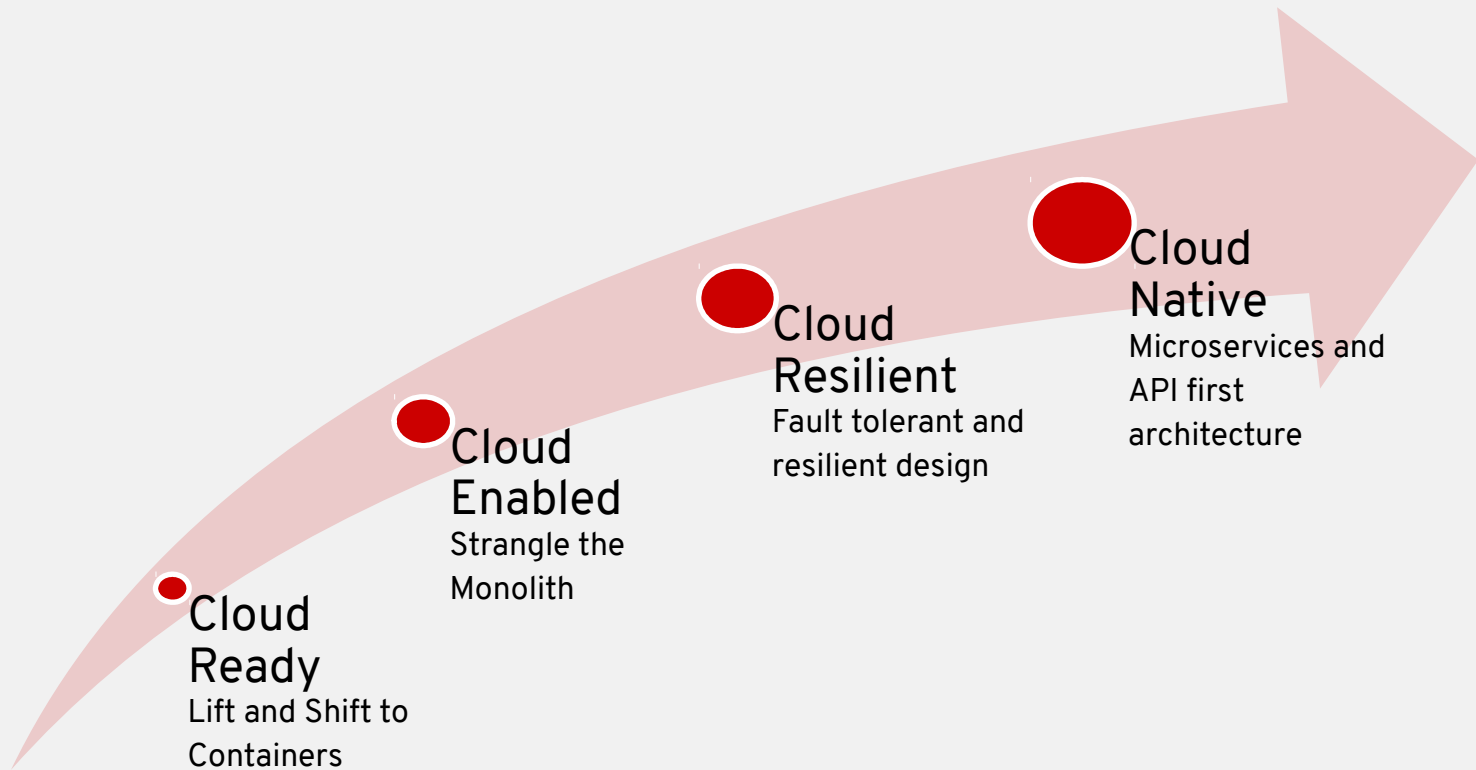 Cloud
Ready
Lift and Shift to
Containers
Cloud
Enabled
Strangle the
Monolith
Cloud
Resilient
Fault tolerant and
resilient design
Cloud
Native
Microservices and
API first
architecture